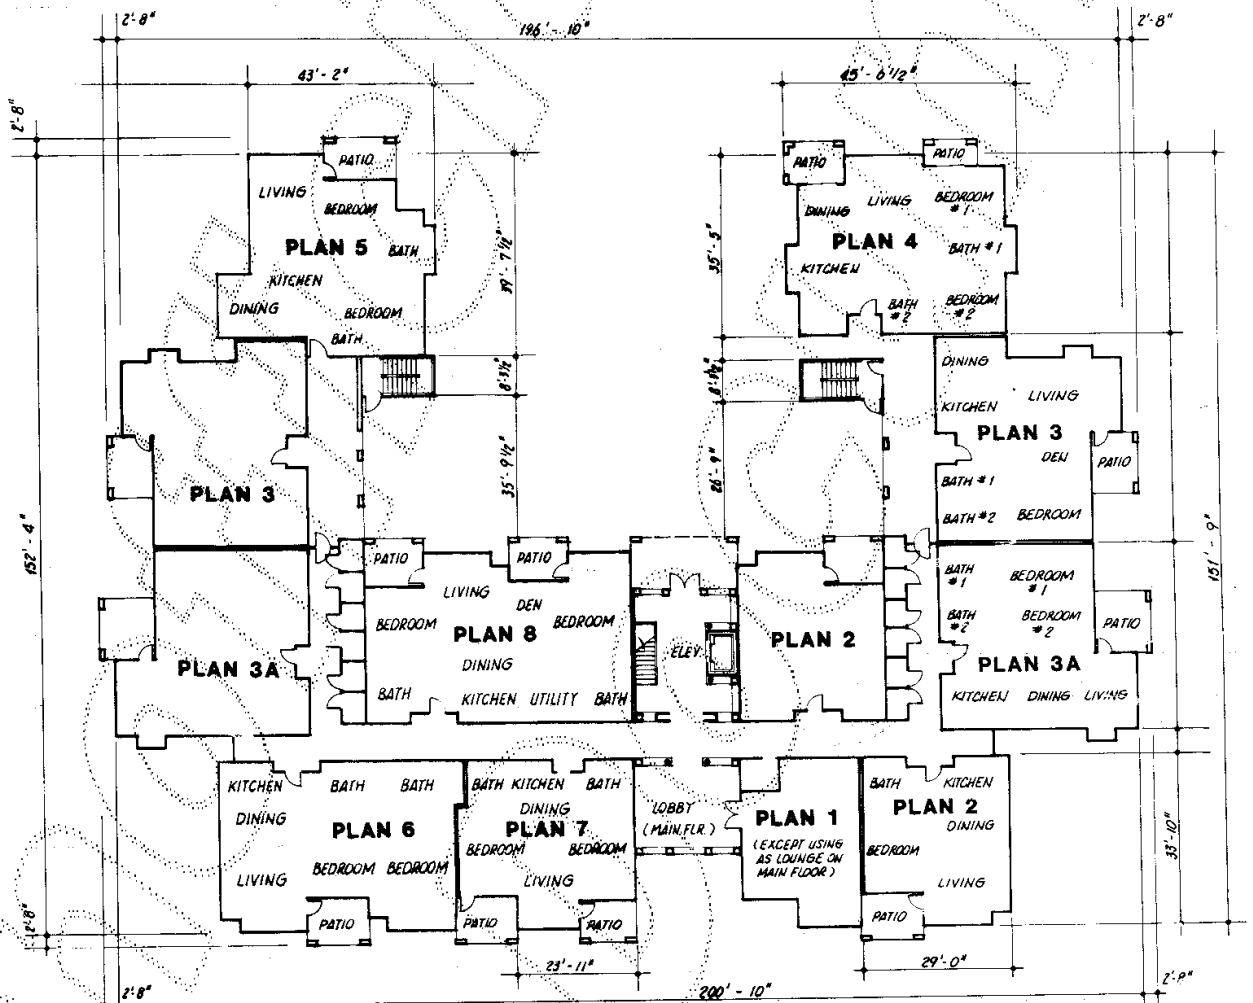 2'-8"
196'-10"
2'-8"
43'-2"
45'-6 1/2"
2'-8"
PATIO
LIVING
BEDROOM
PLAN 5
BATH
KITCHEN
DINING
BEDROOM
BATH
39'-7 1/2"
8'-3 1/2"
35'-9 1/2"
PATIO
PATIO
DINING
LIVING
BEDROOM
#1
PLAN 4
BATH #1
KITCHEN
BATH
#2
BEDROOM
#2
35'-5"
26'-9"
152'-4"
151'-9"
PLAN 3
DINING
LIVING
KITCHEN
PLAN 3
DEN
PATIO
BATH #1
BATH #2
BEDROOM
PLAN 3A
PATIO
PATIO
LIVING
DEN
BEDROOM
BEDROOM
PLAN 8
DINING
BATH
KITCHEN
UTILITY
BATH
ELEV.
PLAN 2
BATH
#1
BEDROOM
#1
BATH
#2
BEDROOM
#2
PATIO
PLAN 3A
KITCHEN
DINING
LIVING
KITCHEN
BATH
BATH
DINING
PLAN 6
BEDROOM
BEDROOM
LIVING
PATIO
BATH
KITCHEN
BATH
DINING
PLAN 7
BEDROOM
BEDROOM
LIVING
PATIO
PATIO
LOBBY
(MAIN FLR.)
PLAN 1
(EXCEPT USING
AS LOUNGE ON
MAIN FLOOR)
BATH
KITCHEN
PLAN 2
DINING
BEDROOM
LIVING
PATIO
33'-10"
2'-8"
23'-11"
29'-0"
2'-8"
200'-10"
2'-8"